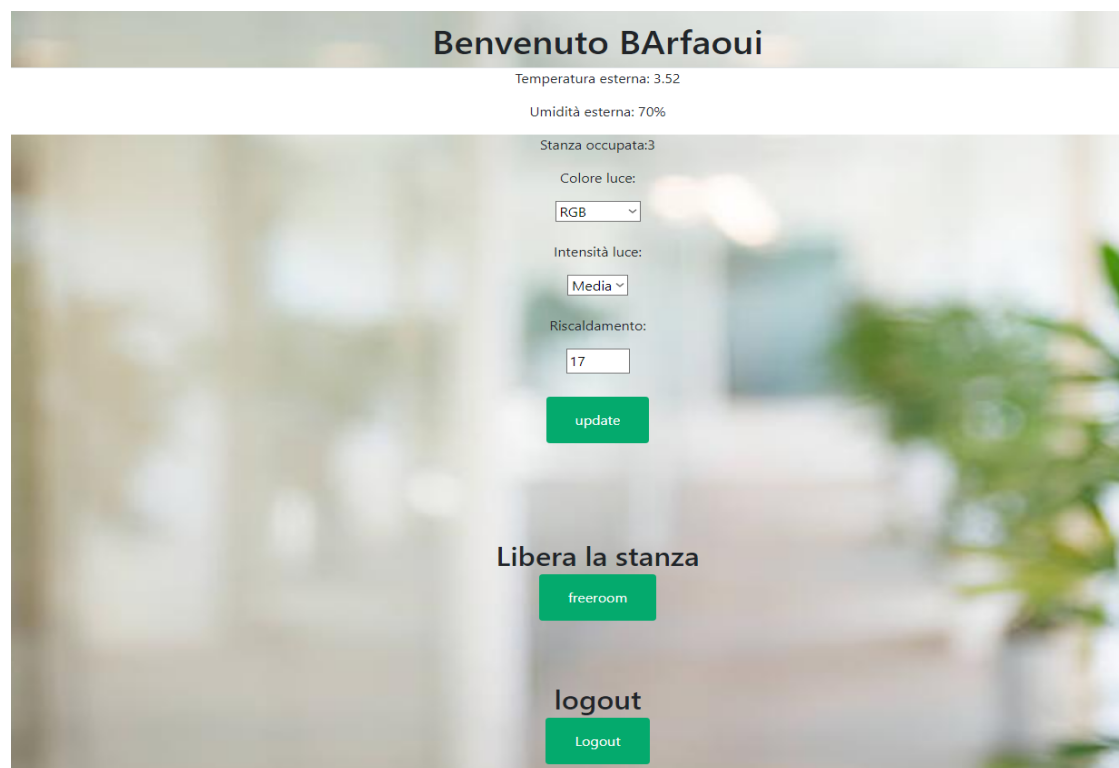 Benvenuto BArfaoui
Temperatura esterna: 3.52
Umidità esterna: 70%
Stanza occupata:3
Colore luce:
RGB
Intensità luce:
Media
Riscaldamento:
17
update
Libera la stanza
freeroom
logout
Logout